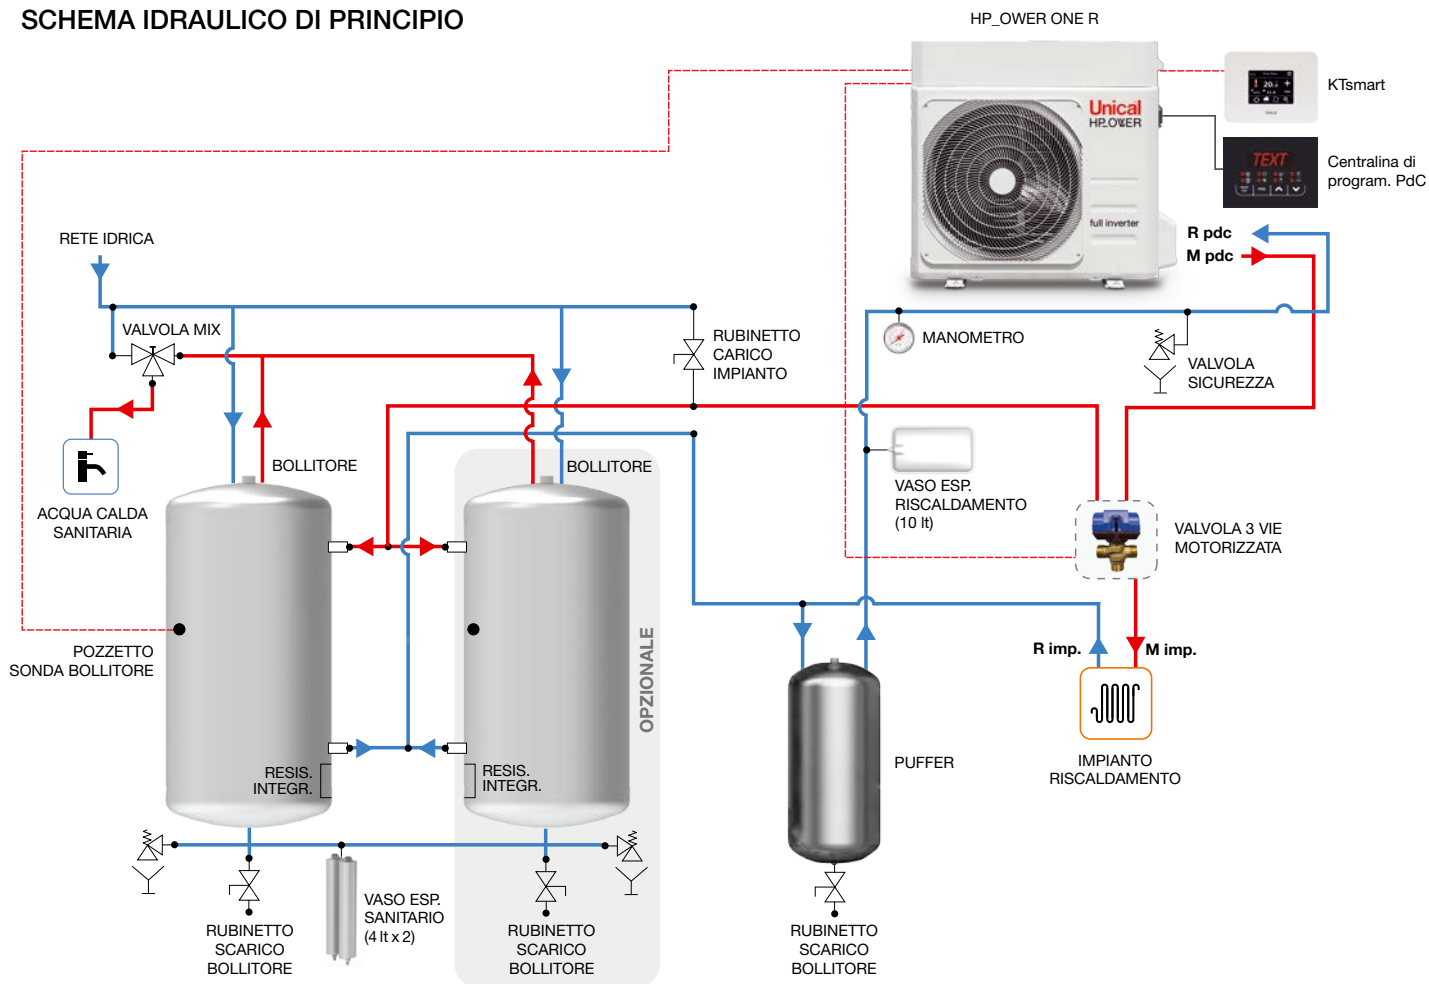 SCHEMA IDRAULICO DI PRINCIPIO
HP_OWER ONE R
KTsmart
Unical
HP_OWER
full inverter
TEXT
Centralina di
program. PdC
R pdc
M pdc
RETE IDRICA
VALVOLA MIX
RUBINETTO
CARICO
IMPIANTO
MANOMETRO
VALVOLA
SICUREZZA
BOLLITORE
BOLLITORE
ACQUA CALDA
SANITARIA
VASO ESP.
RISCALDAMENTO
(10 lt)
VALVOLA 3 VIE
MOTORIZZATA
POZZETTO
SONDA BOLLITORE
OPZIONALE
R imp.
M imp.
RESIS.
INTEGR.
RESIS.
INTEGR.
PUFFER
IMPIANTO
RISCALDAMENTO
VASO ESP.
SANITARIO
(4 lt x 2)
RUBINETTO
SCARICO
BOLLITORE
RUBINETTO
SCARICO
BOLLITORE
RUBINETTO
SCARICO
BOLLITORE